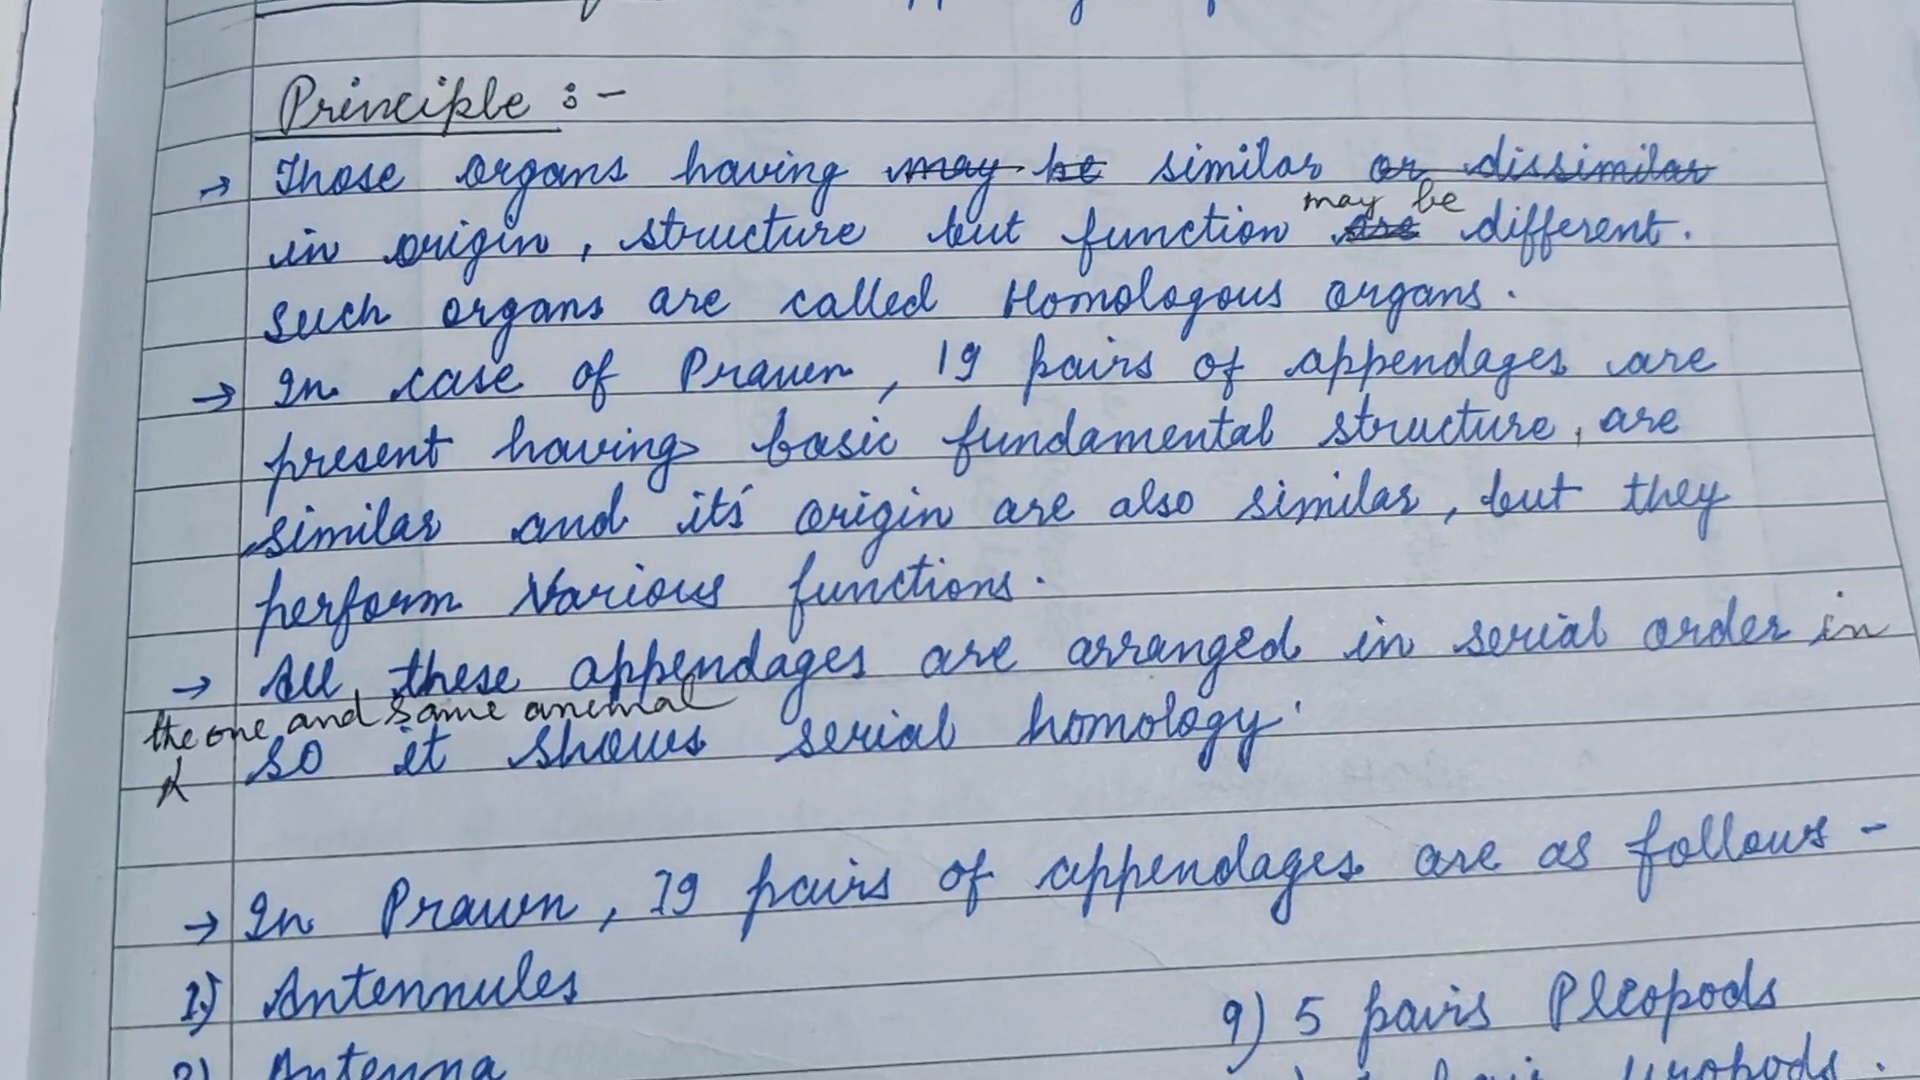 Principle :-
→ Those organs having may be similar or dissimilar
may be
in origin, structure but function are different.
such organs are called Homologous organs.
→ In case of Prawn, 19 pairs of appendages are
present having basic fundamental structure, are
similar and it's origin are also similar, but they
perform various functions.
→ All, these appendages are arranged in serial order in
the one and same animal
so it shows serial homology.
→ In Prawn, 19 pairs of appendages are as follows -
1) Antennules
9) 5 pairs Pleopods
2) Antenna
uropods.